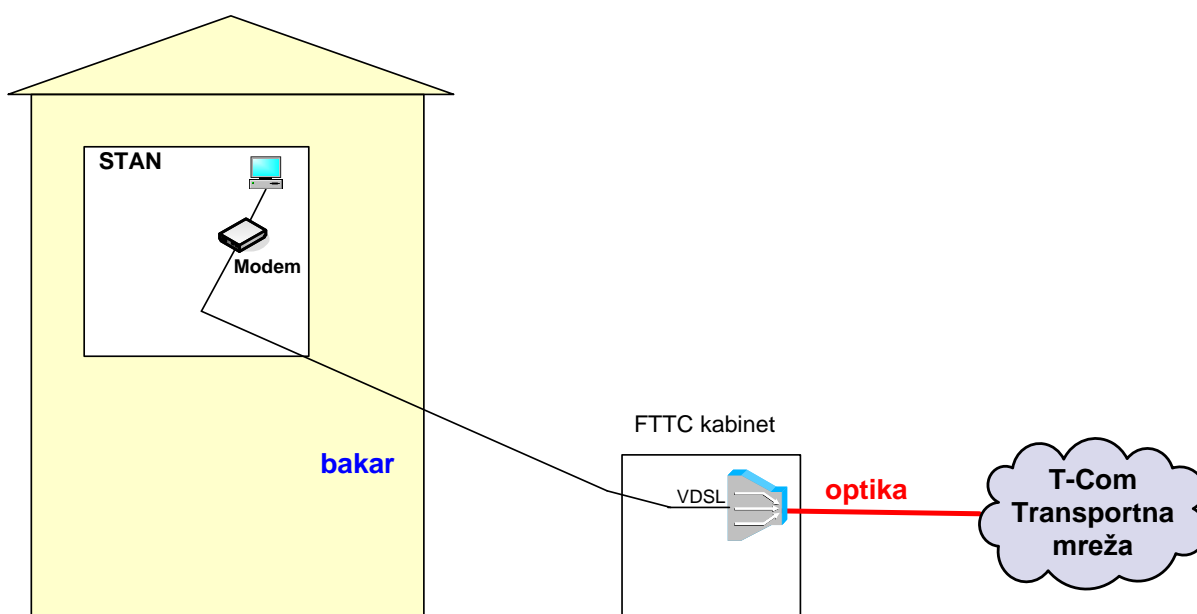 STAN
Modem
bakar
FTTC kabinet
VDSL
optika
T-Com
Transportna
mreža